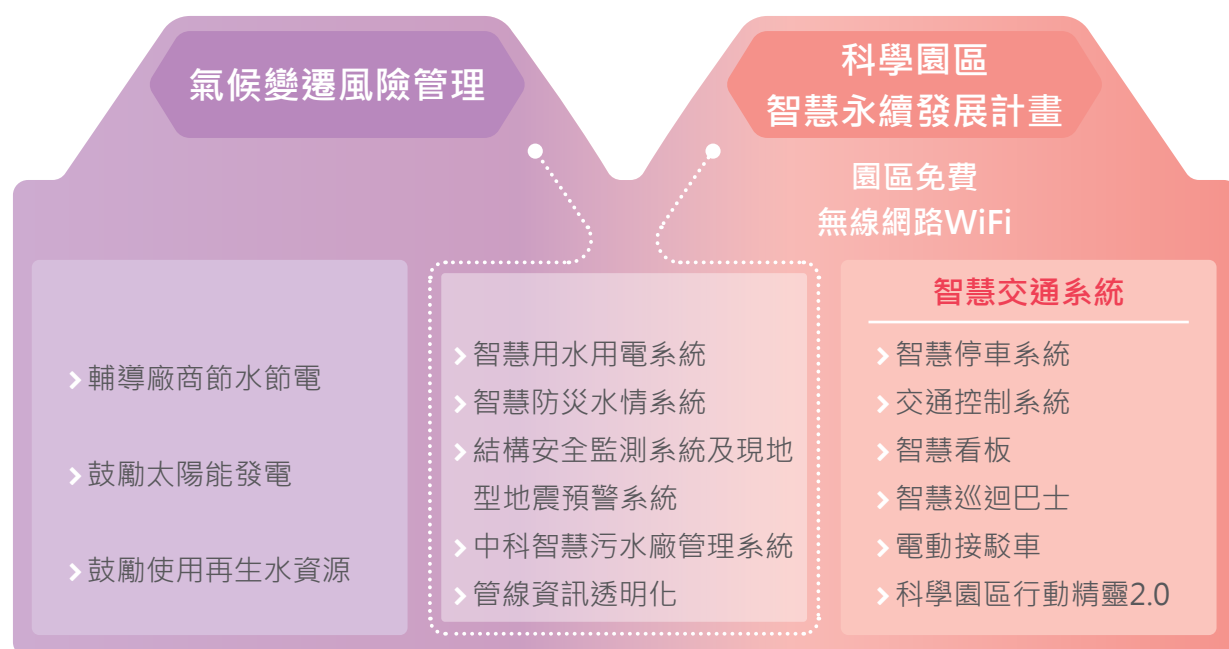 氣候變遷風險管理
科學園區
智慧永續發展計畫
園區免費
無線網路WiFi
輔導廠商節水節電
鼓勵太陽能發電
鼓勵使用再生水資源
智慧用水用電系統
智慧防災水情系統
結構安全監測系統及現地
型地震預警系統
中科智慧污水廠管理系統
管線資訊透明化
智慧交通系統
智慧停車系統
交通控制系統
智慧看板
智慧巡迴巴士
電動接駁車
科學園區行動精靈2.0